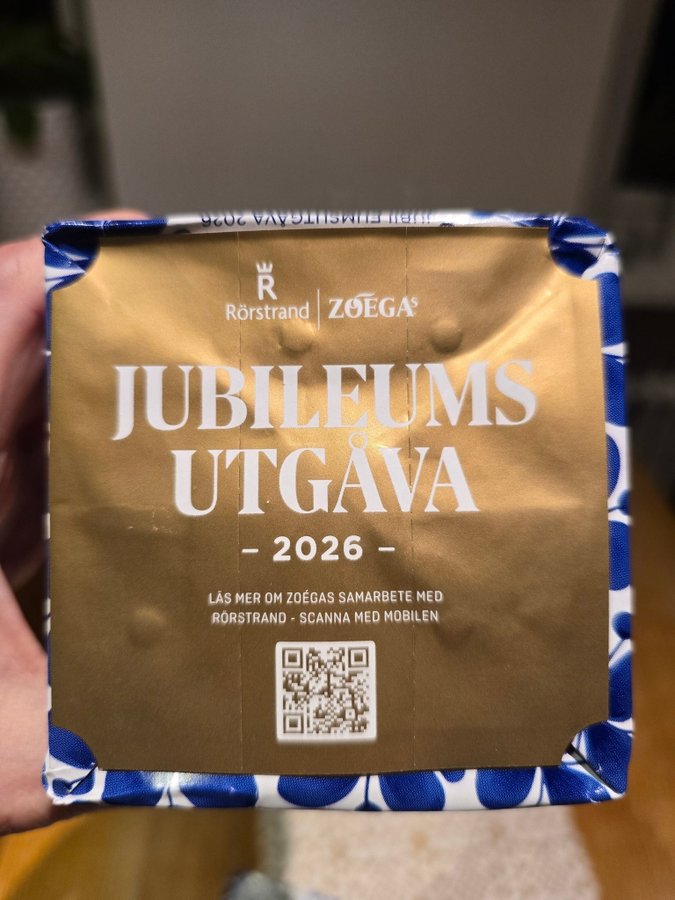 JUBILEUMSUTGÅVA 2026
R
Rörstrand | ZOÉGAS
JUBILEUMS
UTGÅVA
– 2026 –
LÄS MER OM ZOÉGAS SAMARBETE MED
RÖRSTRAND - SCANNA MED MOBILEN